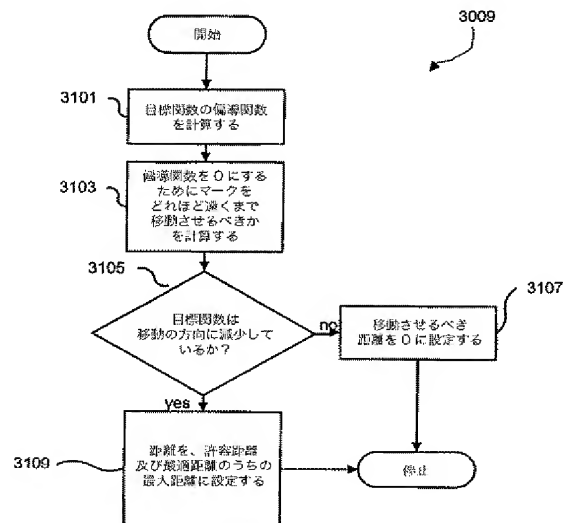 開始
3009
3101
目標関数の偏導関数
を計算する
3103
偏導関数を0にする
ためにマークを
どれほど遠くまで
移動させるべきか
を計算する
3105
目標関数は
移動の方向に減少して
いるか?
no
3107
移動させるべき
距離を0に設定する
yes
3109
距離を、許容距離
及び最適距離のうちの
最大距離に設定する
停止